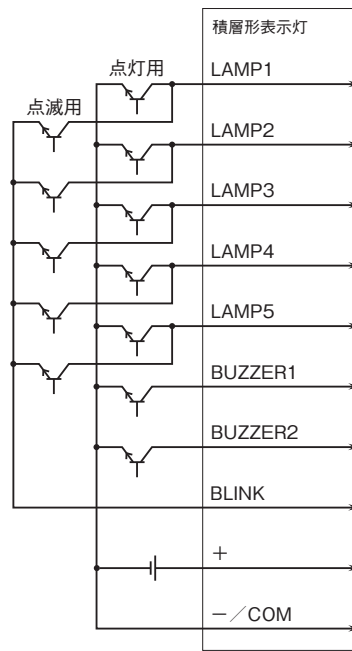 積層形表示灯
点灯用
LAMP1
点滅用
LAMP2
LAMP3
LAMP4
LAMP5
BUZZER1
BUZZER2
BLINK
＋
－／COM